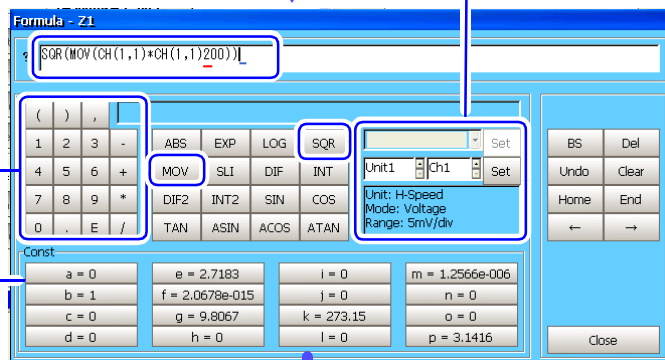 Formula - Z1
? SQR(MOV(CH(1,1)*CH(1,1)200))
( ) ,
1 2 3 - ABS EXP LOG SQR Set BS Del
4 5 6 + MOV SLI DIF INT Unit1 Ch1 Set Undo Clear
7 8 9 * DIF2 INT2 SIN COS Unit: H-Speed Home End
Mode: Voltage
0 . E / TAN ASIN ACOS ATAN Range: 5mV/div ← →
Const
a = 0 e = 2.7183 i = 0 m = 1.2566e-006
b = 1 f = 2.0678e-015 j = 0 n = 0
c = 0 g = 9.8067 k = 273.15 o = 0
d = 0 h = 0 l = 0 p = 3.1416 Close